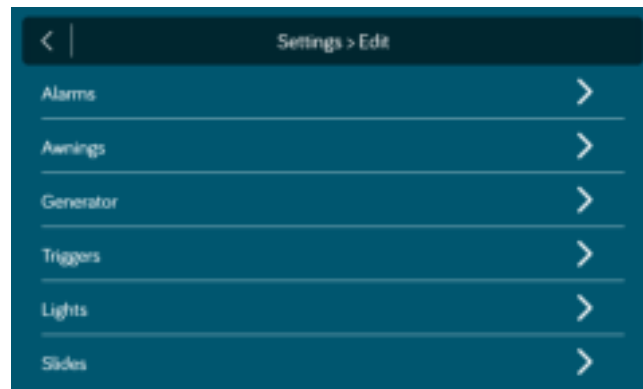 Settings > Edit
Alarms
Awnings
Generator
Triggers
Lights
Slides